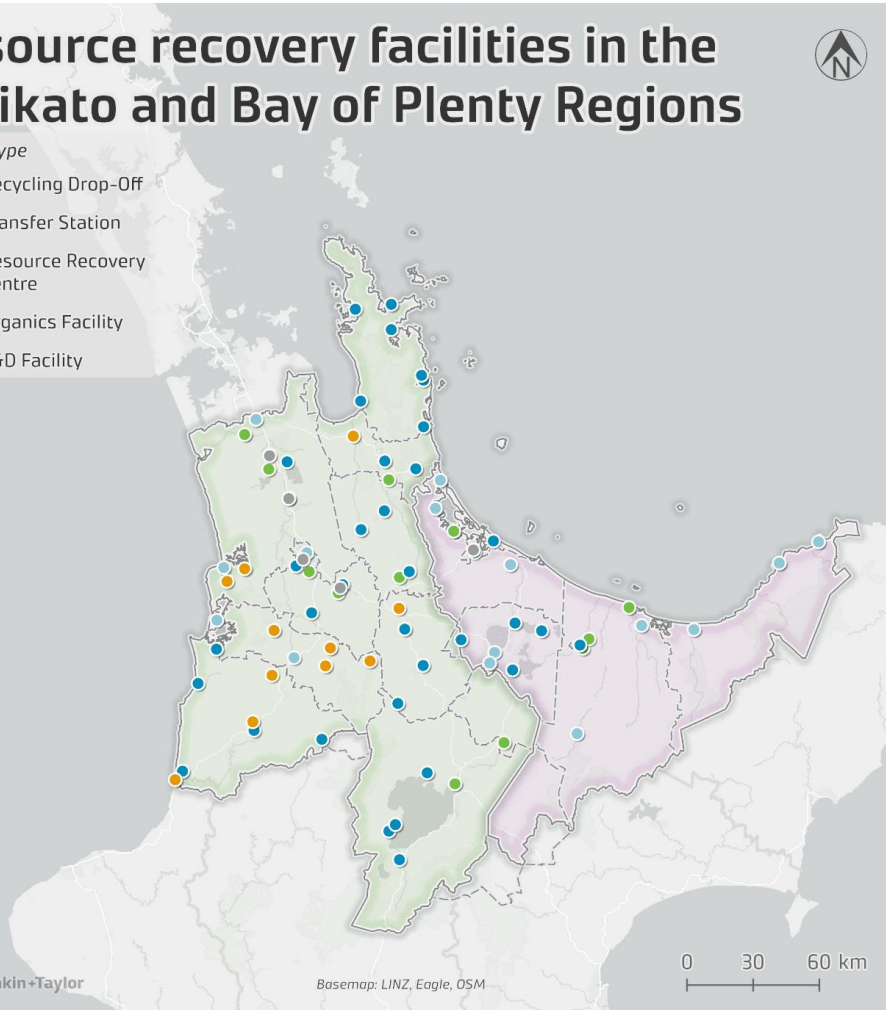 source recovery facilities in the
ikato and Bay of Plenty Regions
N
ype
ecycling Drop-Off
ansfer Station
esource Recovery
entre
ganics Facility
&D Facility
0 30 60 km
kin+Taylor
Basemap: LINZ, Eagle, OSM